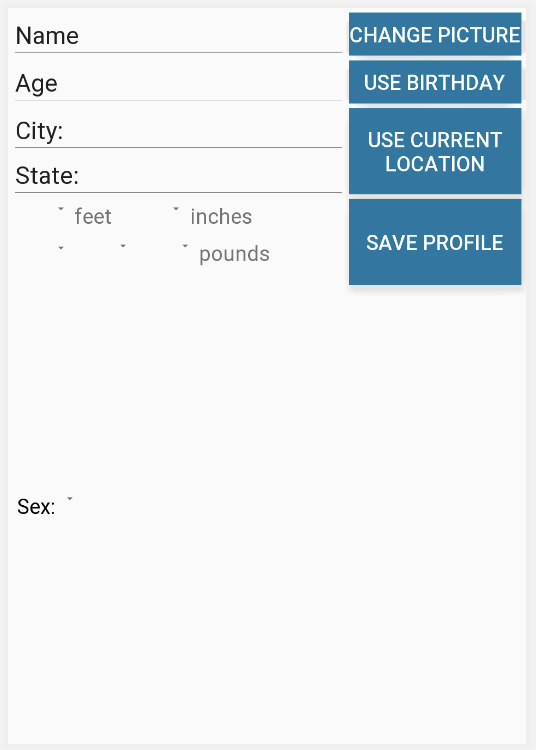 Name
CHANGE PICTURE
Age
USE BIRTHDAY
City:
USE CURRENT
LOCATION
State:
feet
inches
SAVE PROFILE
pounds
Sex: